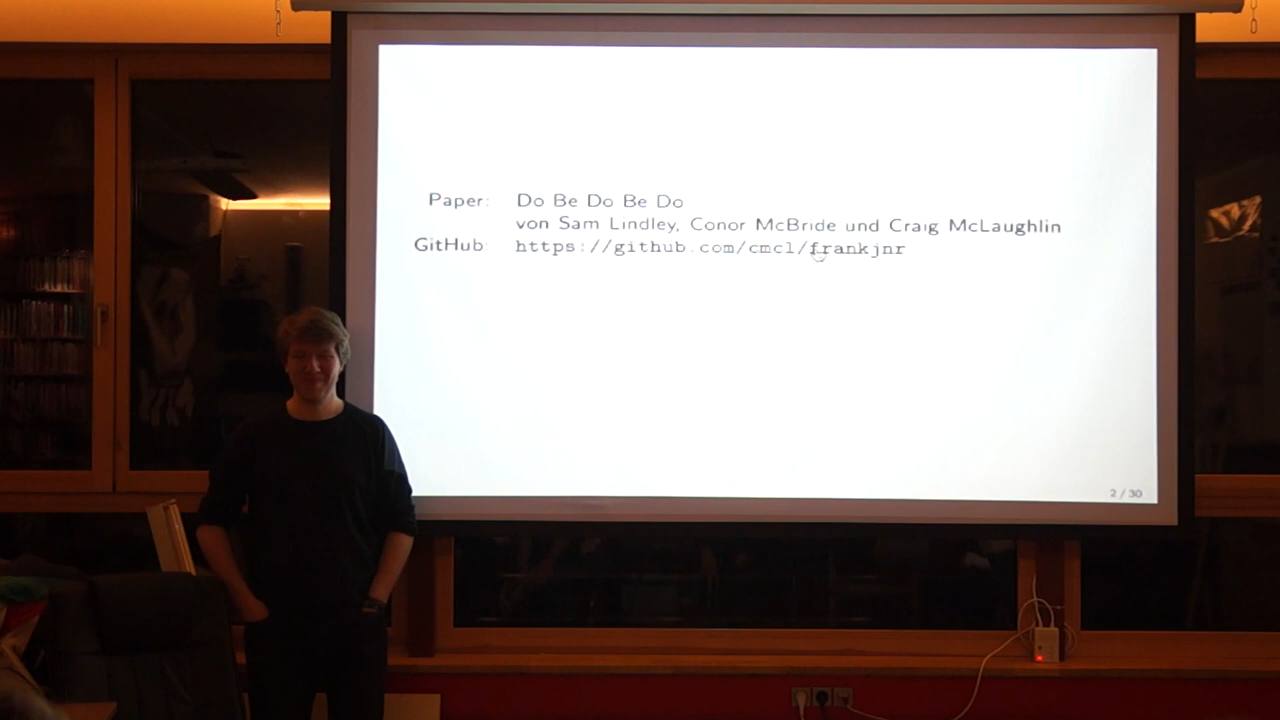 Paper: Do Be Do Be Do
von Sam Lindley, Conor McBride und Craig McLaughlin
GitHub: https://github.com/cmcl/frankjnr
2 / 30